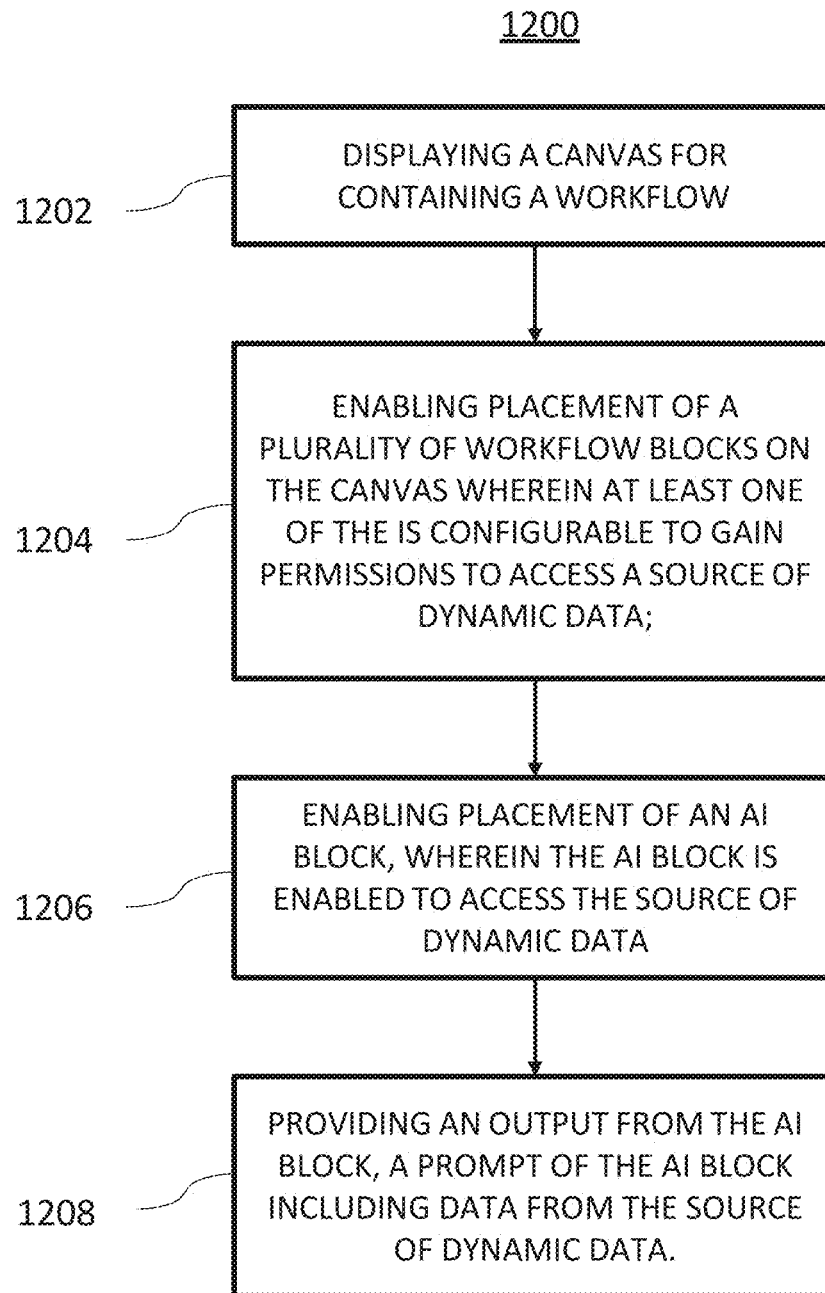 1200
1202
DISPLAYING A CANVAS FOR
CONTAINING A WORKFLOW
1204
ENABLING PLACEMENT OF A
PLURALITY OF WORKFLOW BLOCKS ON
THE CANVAS WHEREIN AT LEAST ONE
OF THE IS CONFIGURABLE TO GAIN
PERMISSIONS TO ACCESS A SOURCE OF
DYNAMIC DATA;
1206
ENABLING PLACEMENT OF AN AI
BLOCK, WHEREIN THE AI BLOCK IS
ENABLED TO ACCESS THE SOURCE OF
DYNAMIC DATA
1208
PROVIDING AN OUTPUT FROM THE AI
BLOCK, A PROMPT OF THE AI BLOCK
INCLUDING DATA FROM THE SOURCE
OF DYNAMIC DATA.